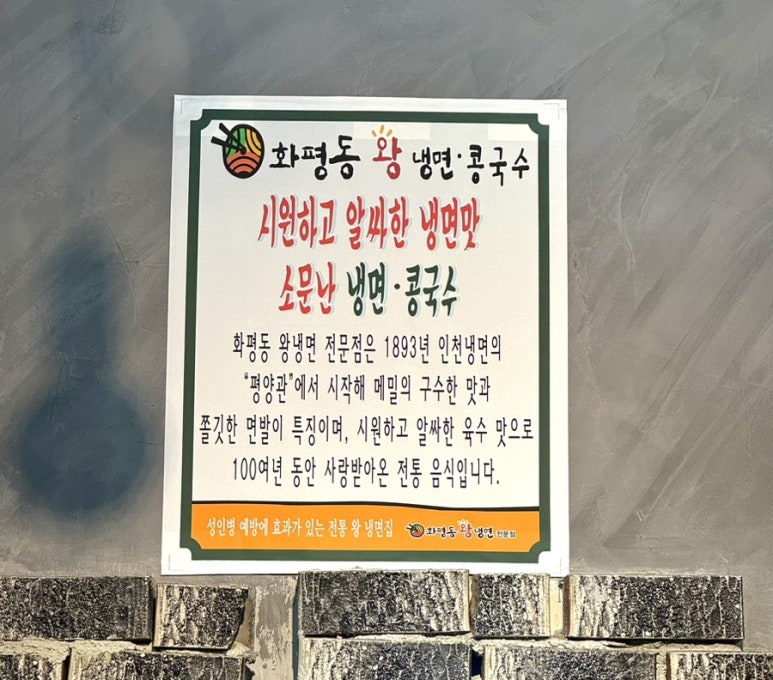 화평동 왕 냉면·콩국수
시원하고 알싸한 냉면맛
소문난 냉면·콩국수
화평동 왕냉면 전문점은 1893년 인천냉면의
“평양관”에서 시작해 메밀의 구수한 맛과
쫄깃한 면발이 특징이며, 시원하고 알싸한 육수 맛으로
100여년 동안 사랑받아온 전통 음식입니다.
성인병 예방에 효과가 있는 전통 왕 냉면집 화평동 왕냉면 전문점